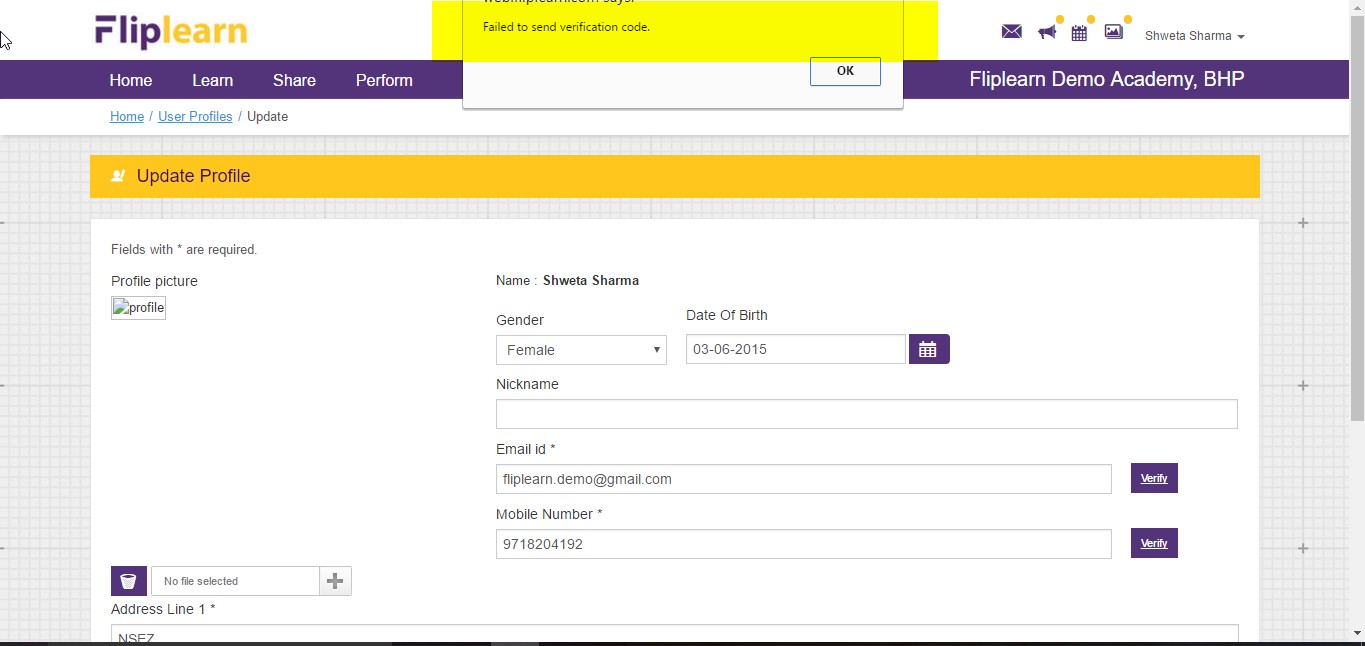 Fliplearn
says:
Failed to send verification code.
OK
Shweta Sharma
Home Learn Share Perform
Fliplearn Demo Academy, BHP
Home / User Profiles / Update
Update Profile
Fields with * are required.
Profile picture
profile
Name : Shweta Sharma
Gender
Date Of Birth
Female
03-06-2015
Nickname
Email id *
fliplearn.demo@gmail.com
Verify
Mobile Number *
9718204192
Verify
No file selected
Address Line 1 *
NSEZ